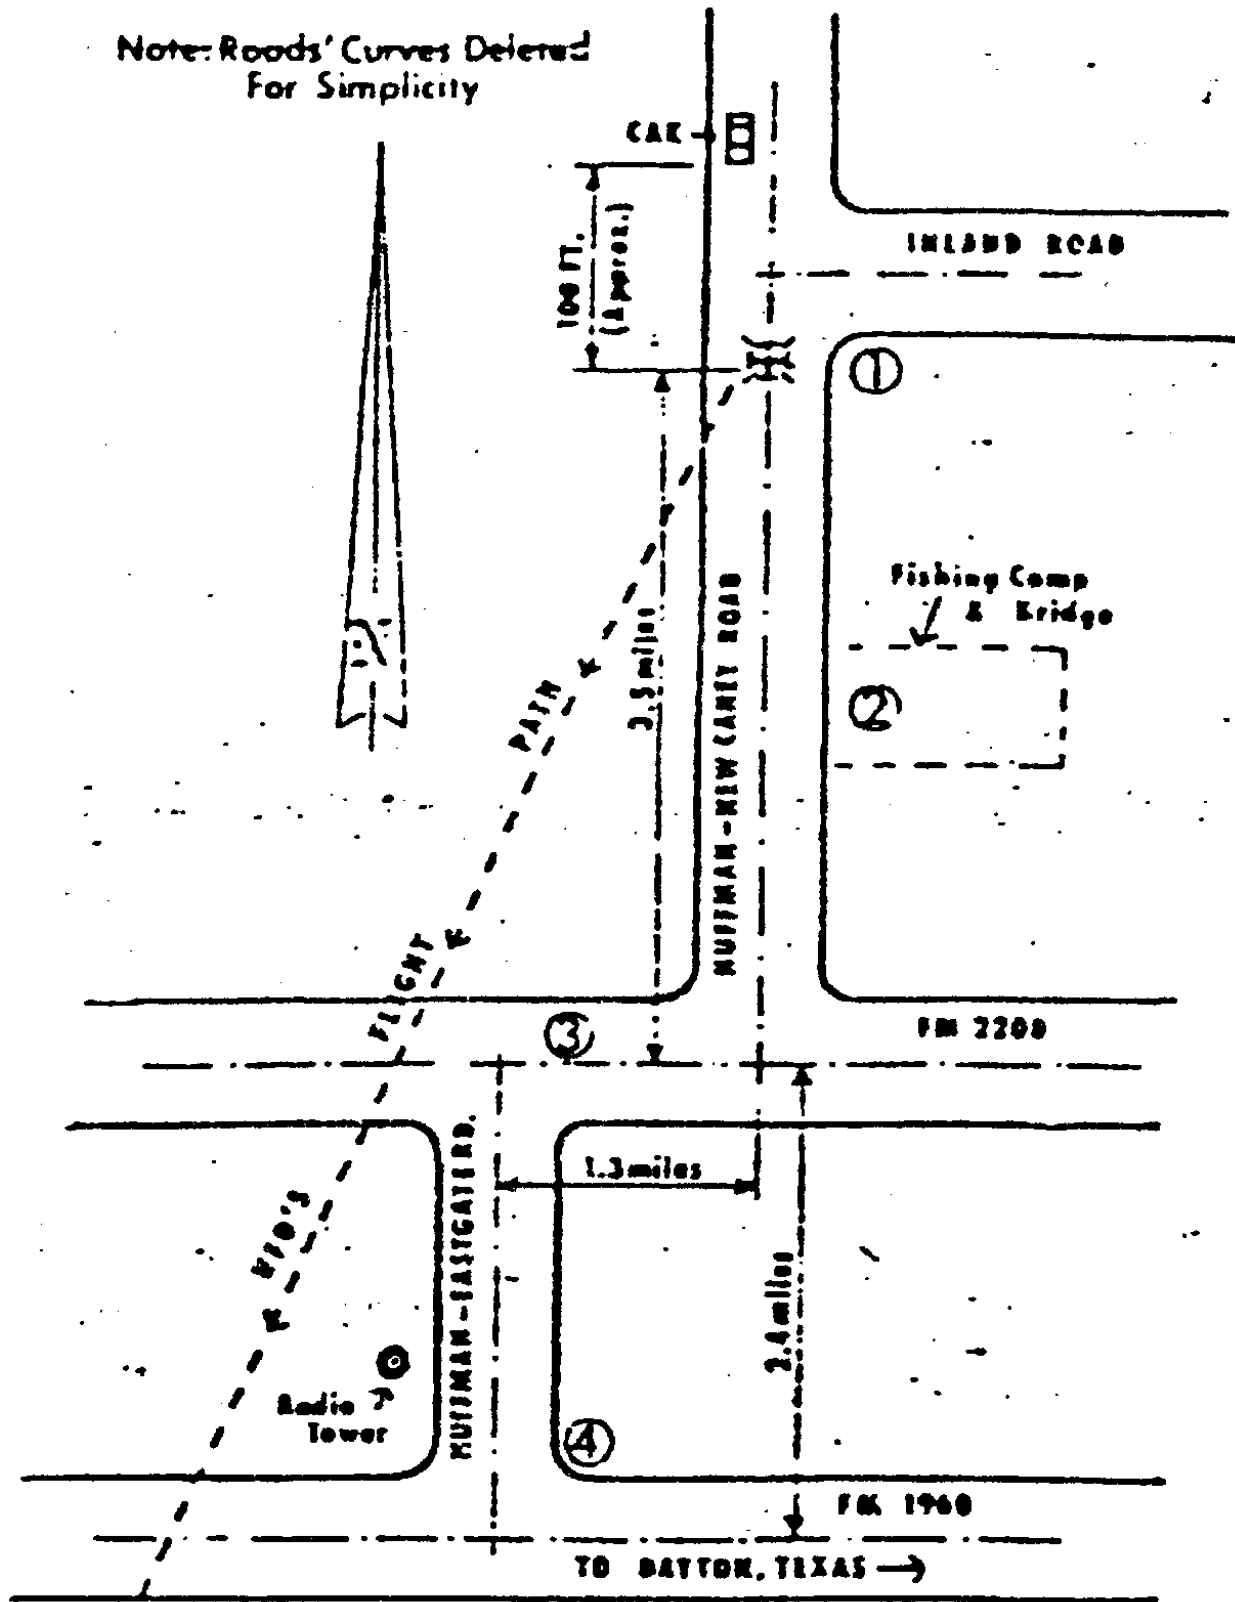 Note: Roads' Curves Deleted
For Simplicity
CAR
100 FT.
(Approx.)
INLAND ROAD
1
Fishing Camp
& Bridge
2
3.5 miles
HUFFMAN-NEW CANEY ROAD
UFO'S FLIGHT PATH
3
FM 2200
HUFFMAN-EASTGATE RD.
1.3 miles
2.4 miles
Radio
Tower
4
FM 1960
TO DAYTON, TEXAS